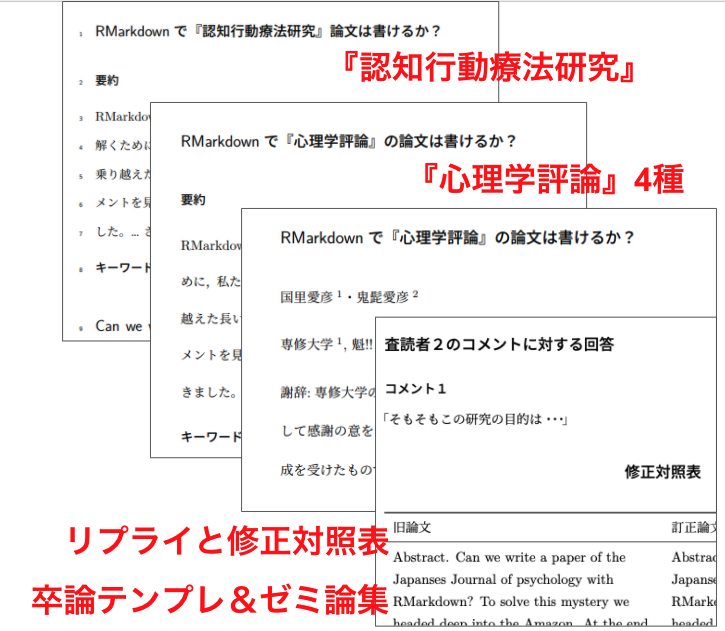 1 RMarkdown で『認知行動療法研究』論文は書けるか？
『認知行動療法研究』
2 要約
3 RMarkdow
4 解くために
5 乗り越えた
6 メントを見
7 した。... さ
8 キーワード
9 Can we w
RMarkdown で『心理学評論』の論文は書けるか？
『心理学評論』4種
要約
RMarkdow
めに，私た
越えた長い
メントを見
きました。
キーワード
RMarkdown で『心理学評論』の論文は書けるか？
国里愛彦 1・鬼髭愛彦 2
専修大学 1, 魁!!
謝辞: 専修大学の
して感謝の意を
成を受けたもので
査読者２のコメントに対する回答
コメント１
「そもそもこの研究の目的は・・・」
修正対照表
旧論文 訂正論文
Abstract. Can we write a paper of the Abstrac
Japanses Journal of psychology with Japanse
RMarkdown? To solve this mystery we RMarkd
headed deep into the Amazon. At the end headed
リプライと修正対照表
卒論テンプレ＆ゼミ論集